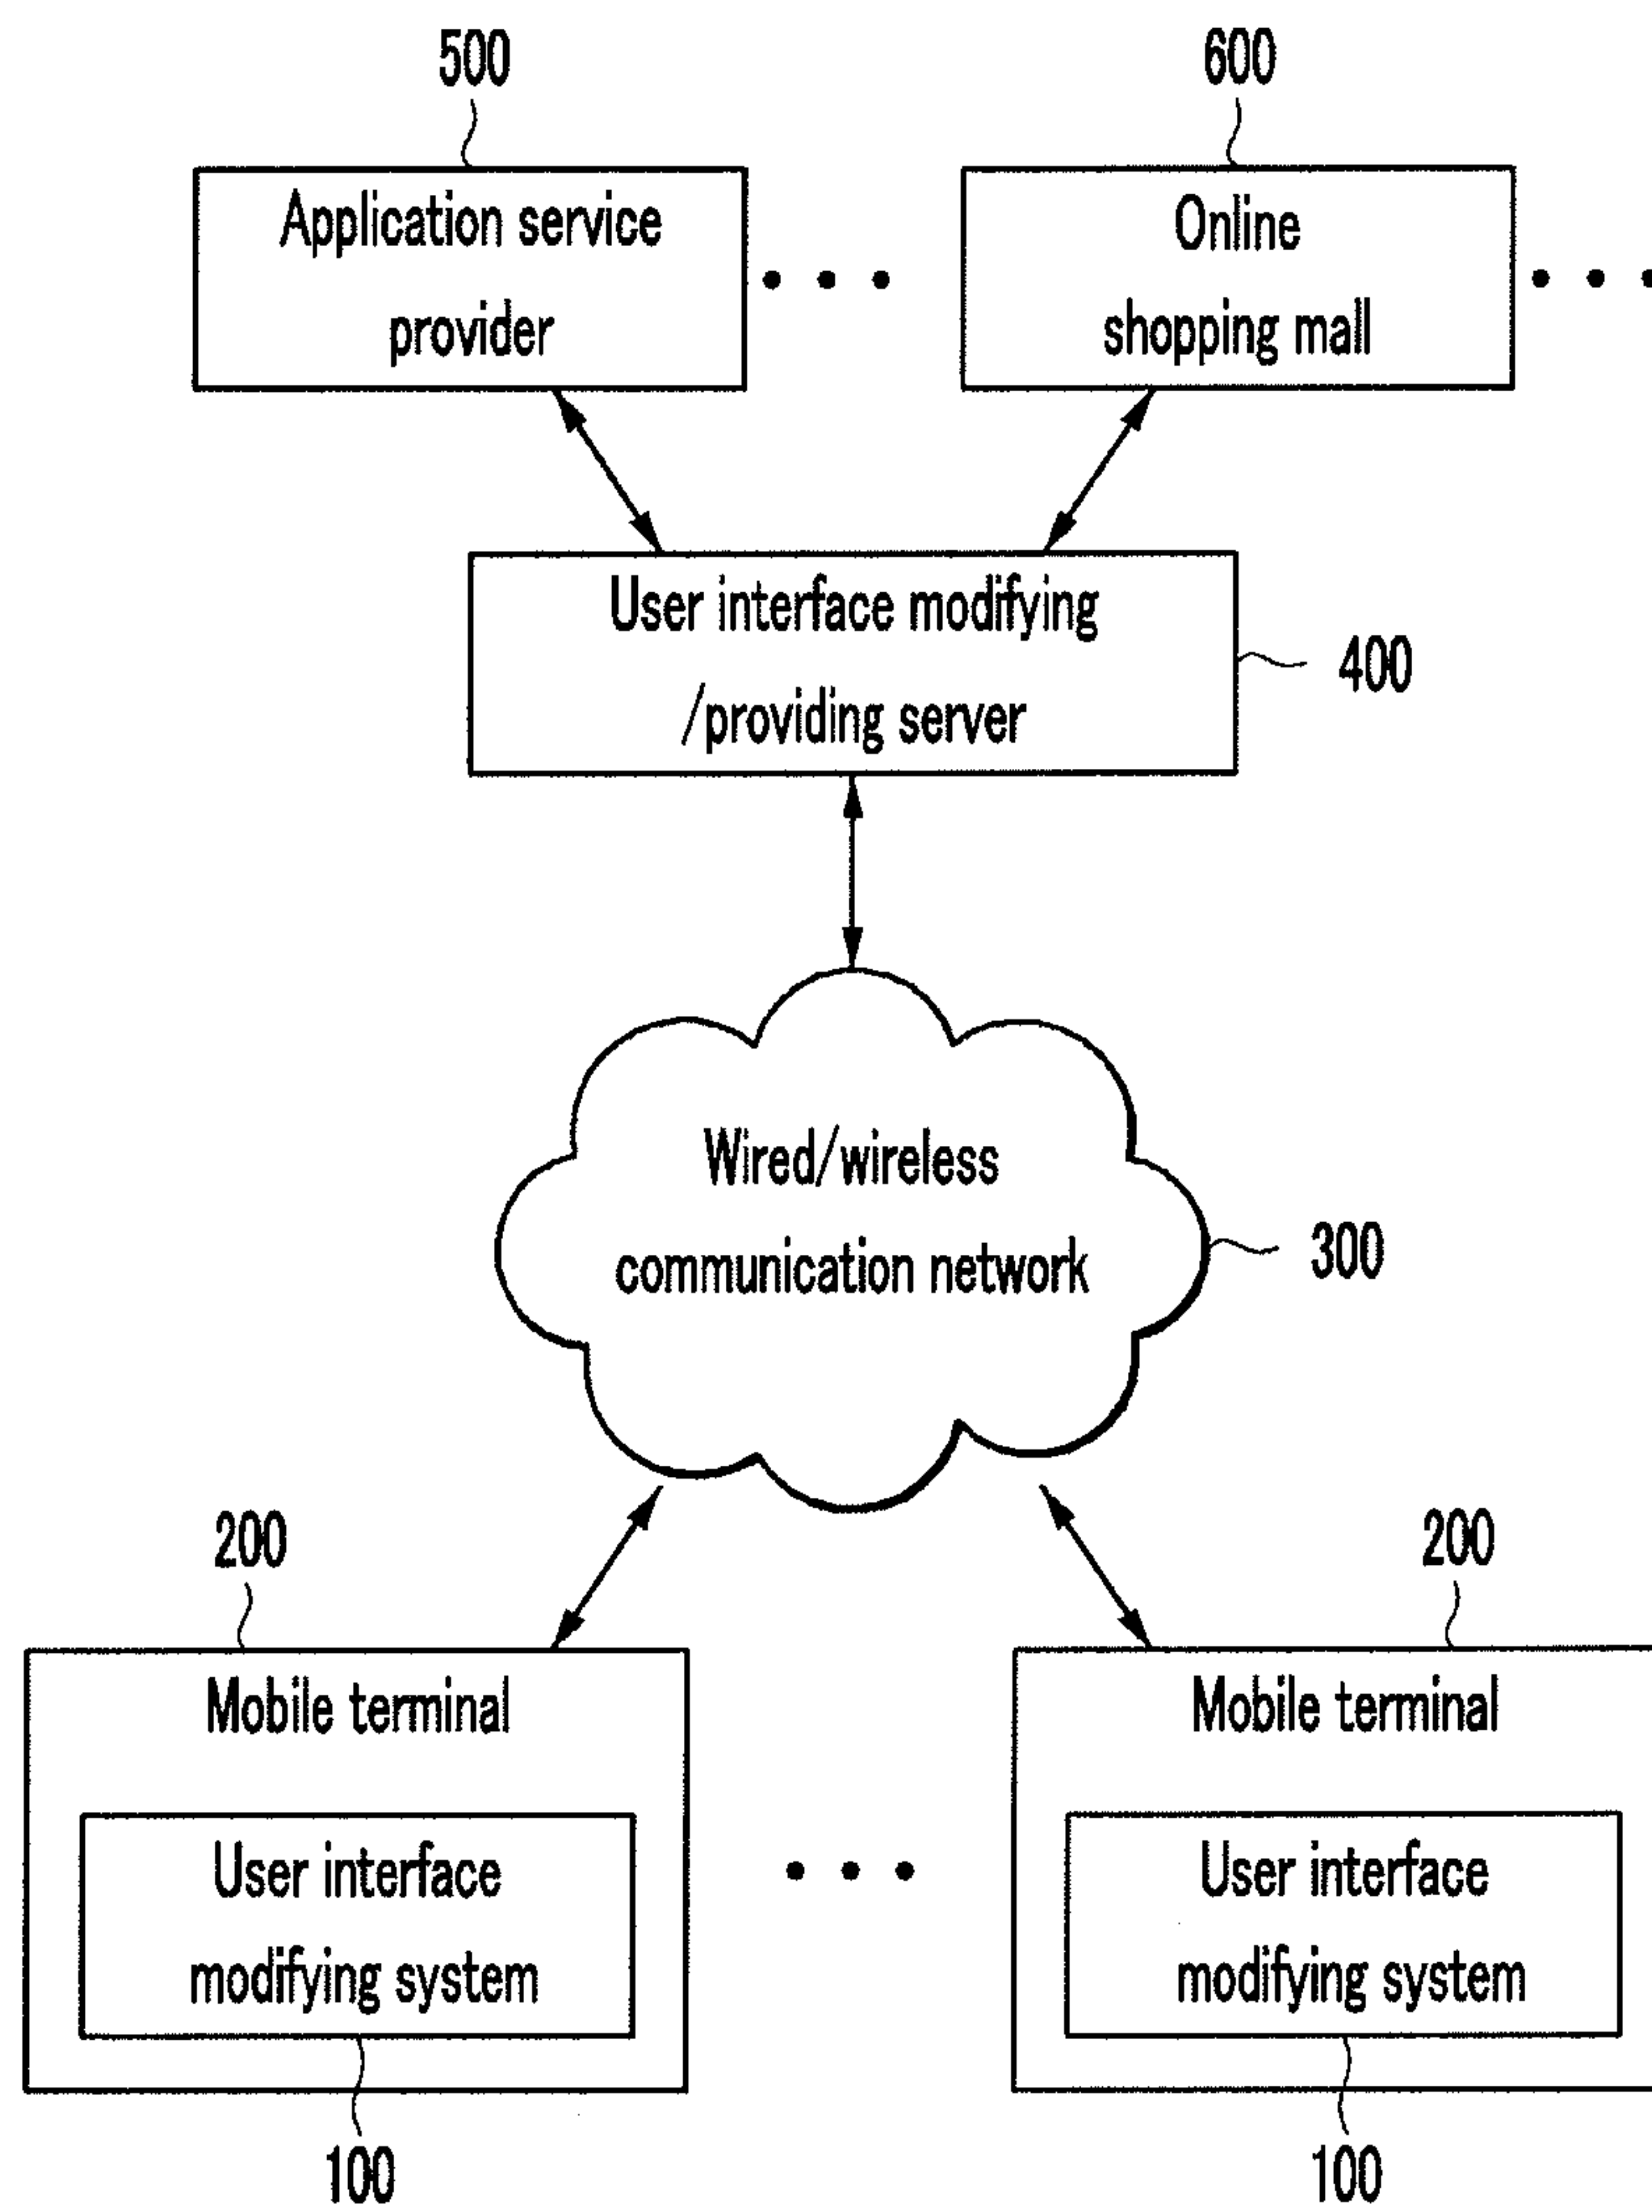 500
600
Application service
provider
Online
shopping mall
User interface modifying
/providing server
400
Wired/wireless
communication network
300
200
200
Mobile terminal
Mobile terminal
User interface
modifying system
User interface
modifying system
100
100